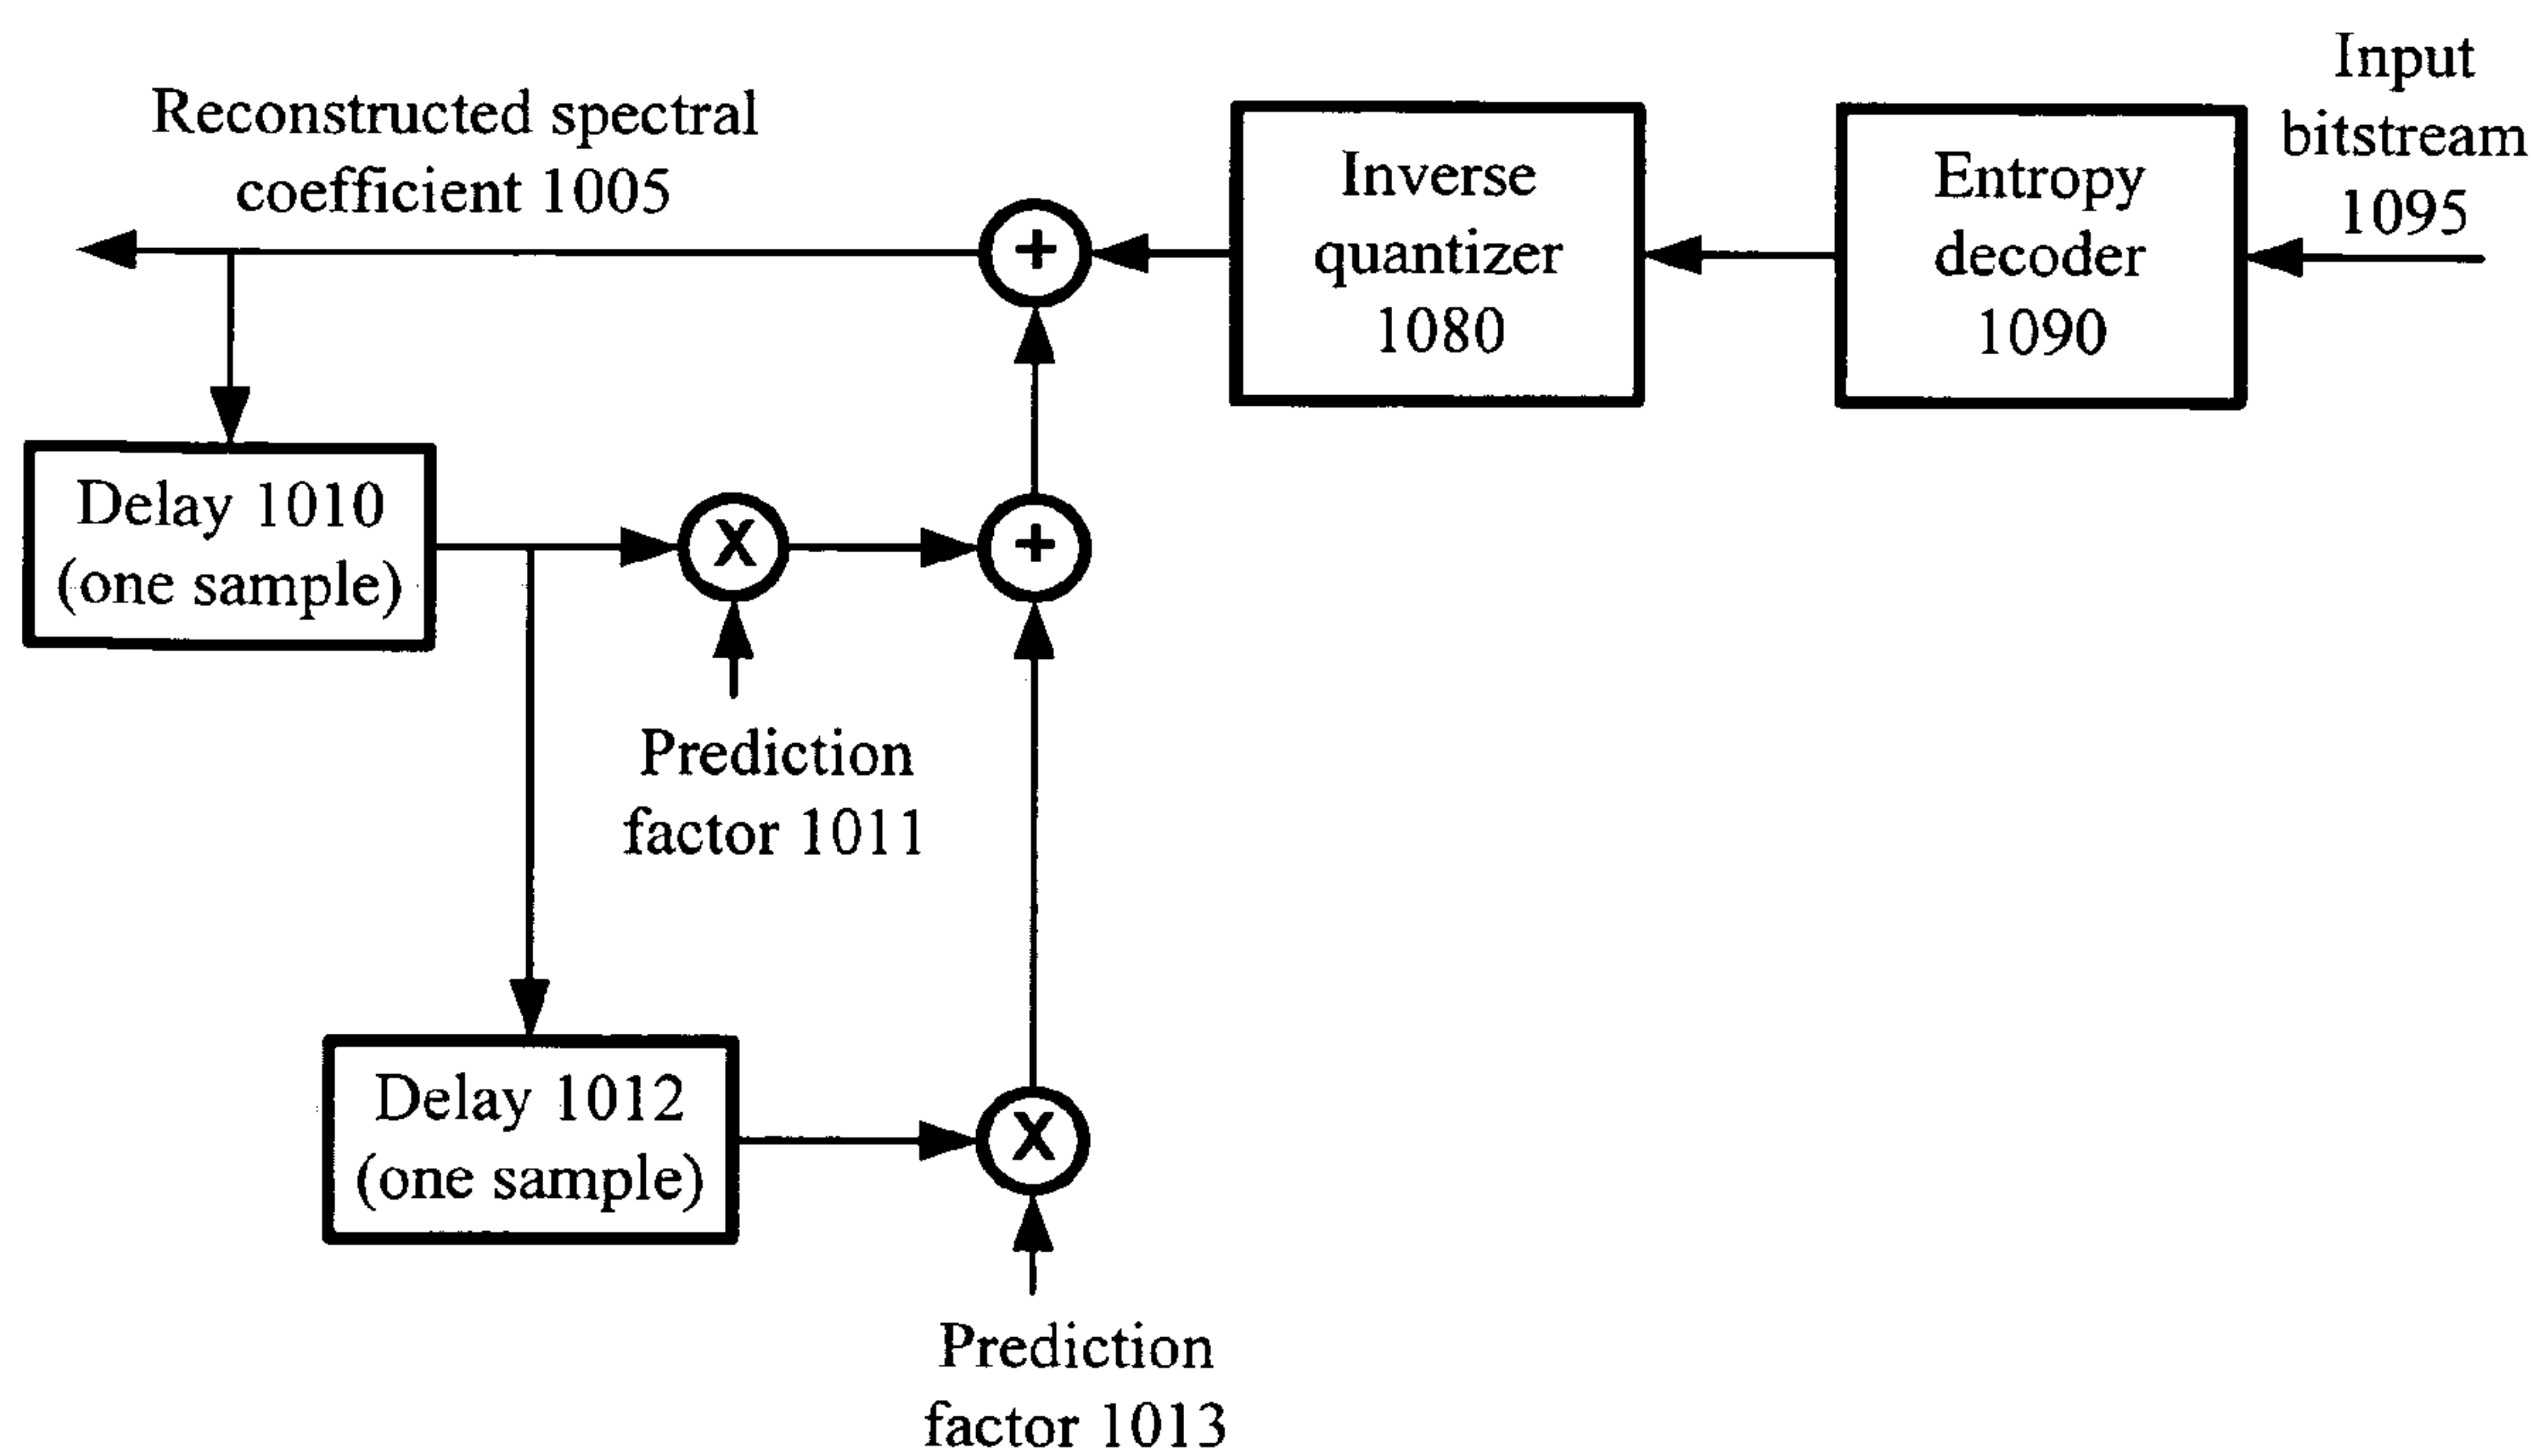 Input
bitstream
1095
Reconstructed spectral
coefficient 1005
+
Inverse
quantizer
1080
Entropy
decoder
1090
Delay 1010
(one sample)
X
+
Prediction
factor 1011
Delay 1012
(one sample)
X
Prediction
factor 1013